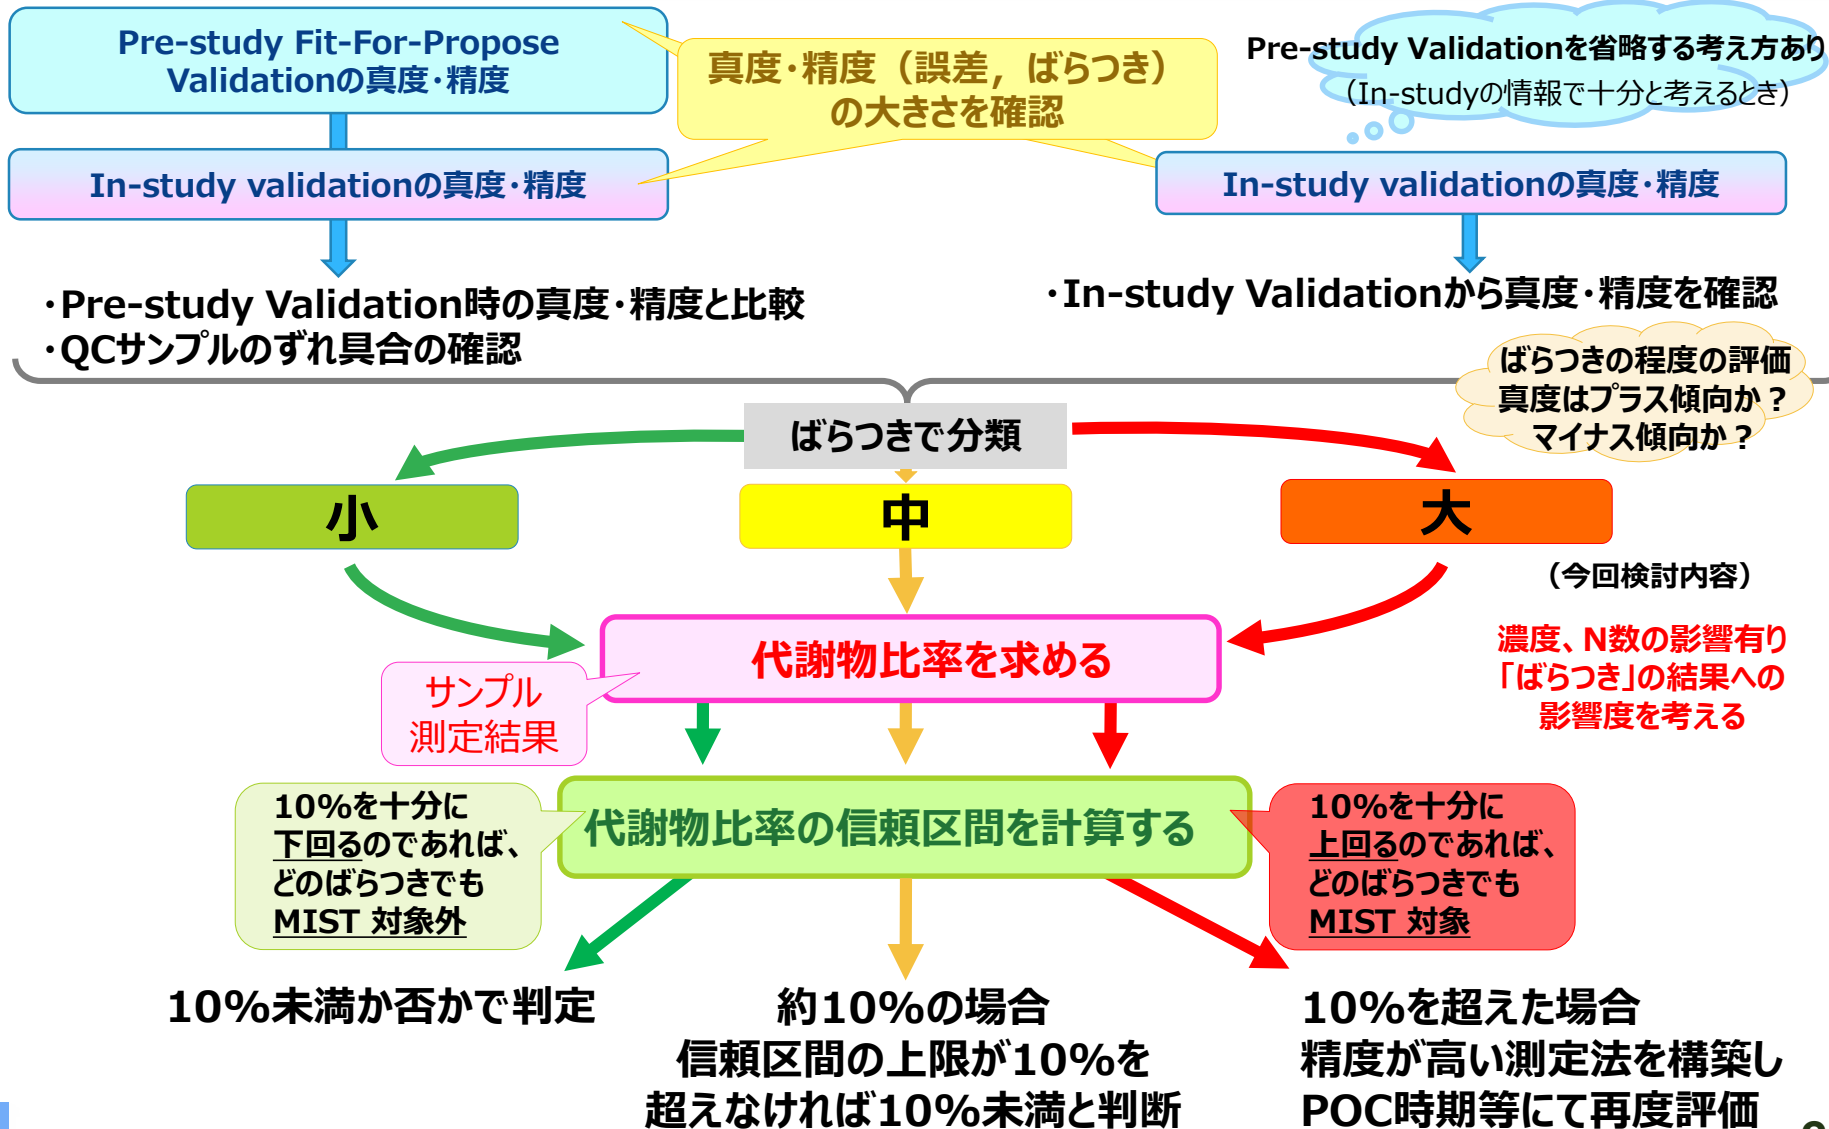 Pre-study Fit-For-Propose
Validationの真度・精度
真度・精度（誤差，ばらつき）
の大きさを確認
Pre-study Validationを省略する考え方あり
（In-studyの情報で十分と考えるとき）
In-study validationの真度・精度
In-study validationの真度・精度
・Pre-study Validation時の真度・精度と比較
・QCサンプルのずれ具合の確認
・In-study Validationから真度・精度を確認
ばらつきの程度の評価
真度はプラス傾向か？
マイナス傾向か？
ばらつきで分類
小
中
大
（今回検討内容）
代謝物比率を求める
濃度、N数の影響有り
「ばらつき」の結果への
影響度を考える
サンプル
測定結果
10%を十分に
下回るのであれば、
どのばらつきでも
MIST 対象外
代謝物比率の信頼区間を計算する
10%を十分に
上回るのであれば、
どのばらつきでも
MIST 対象
10%未満か否かで判定
約10%の場合
信頼区間の上限が10%を
超えなければ10%未満と判断
10%を超えた場合
精度が高い測定法を構築し
POC時期等にて再度評価